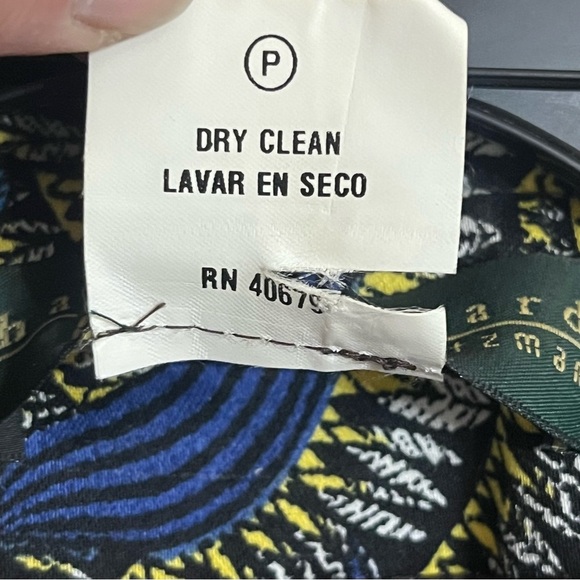 P
DRY CLEAN
LAVAR EN SECO
RN 40679